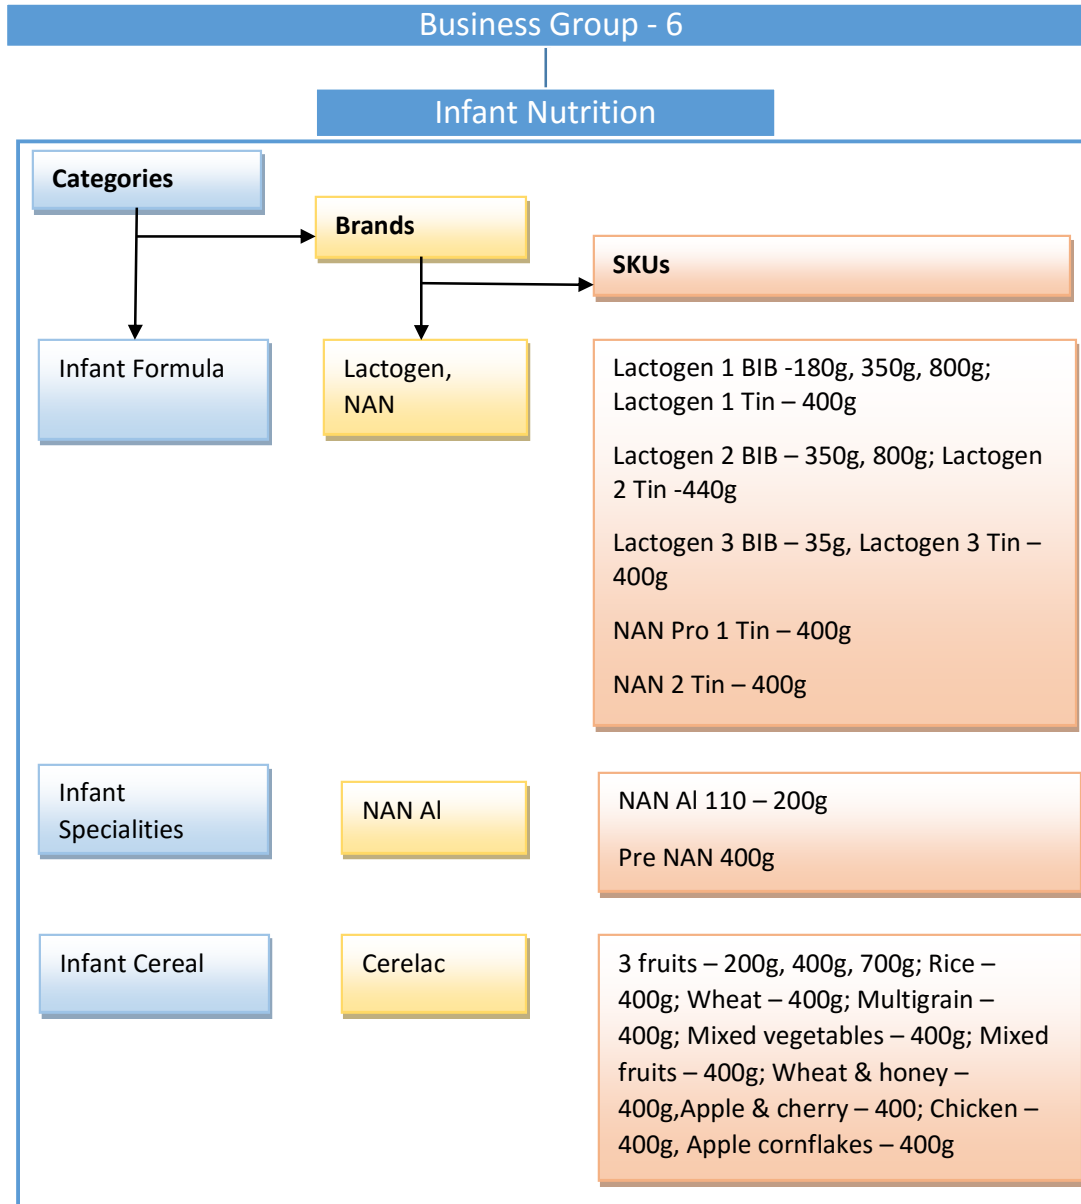 Business Group - 6
Infant Nutrition
Categories
Brands
SKUs
Infant Formula
Lactogen,
NAN
Lactogen 1 BIB -180g, 350g, 800g;
Lactogen 1 Tin – 400g
Lactogen 2 BIB – 350g, 800g; Lactogen
2 Tin -440g
Lactogen 3 BIB – 35g, Lactogen 3 Tin –
400g
NAN Pro 1 Tin – 400g
NAN 2 Tin – 400g
Infant
Specialities
NAN Al
NAN Al 110 – 200g
Pre NAN 400g
Infant Cereal
Cerelac
3 fruits – 200g, 400g, 700g; Rice –
400g; Wheat – 400g; Multigrain –
400g; Mixed vegetables – 400g; Mixed
fruits – 400g; Wheat & honey –
400g,Apple & cherry – 400; Chicken –
400g, Apple cornflakes – 400g